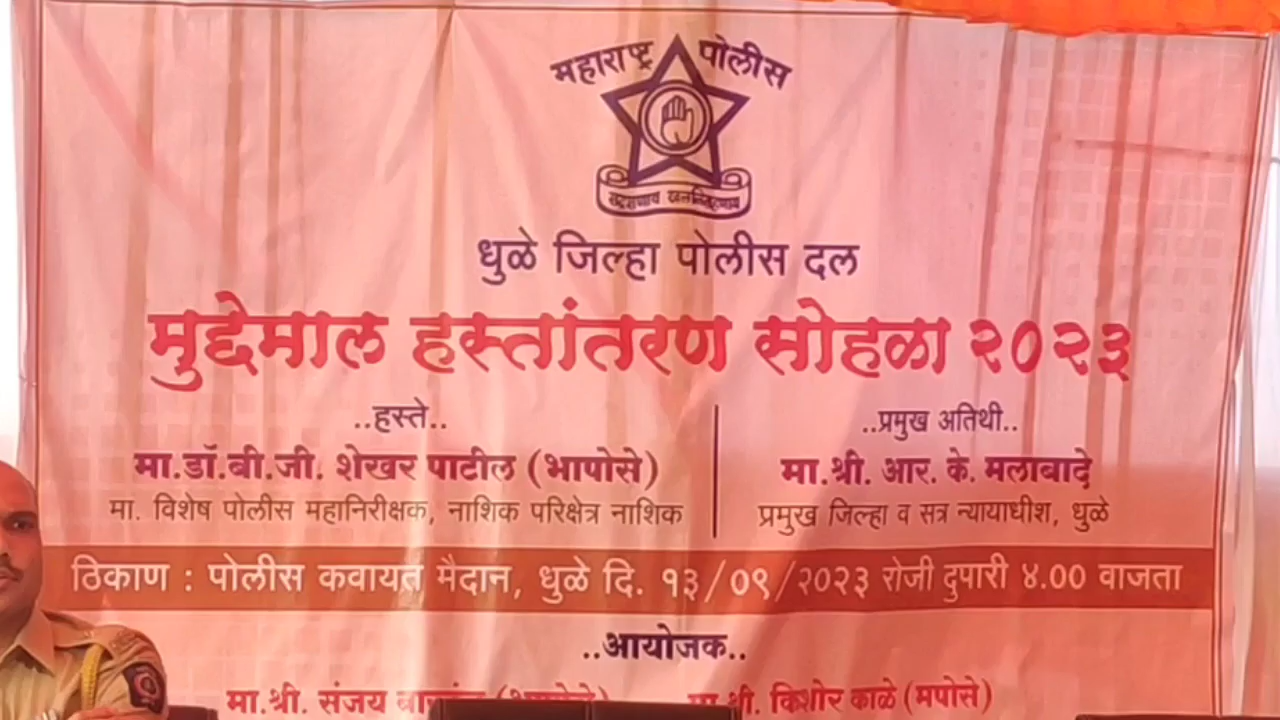 महाराष्ट्र पोलीस
धुळे जिल्हा पोलीस दल
मुद्देमाल हस्तांतरण सोहळा २०२३
..हस्ते..
मा.डॉ.बी.जी. शेखर पाटील (भापोसे)
मा. विशेष पोलीस महानिरीक्षक, नाशिक परिक्षेत्र नाशिक
..प्रमुख अतिथी..
मा.श्री. आर. के. मलाबादे
प्रमुख जिल्हा व सत्र न्यायाधीश, धुळे
ठिकाण : पोलीस कवायत मैदान, धुळे दि. १३/०९/२०२३ रोजी दुपारी ४.०० वाजता
..आयोजक..
मा.श्री. संजय (भापोसे)
मा.श्री. किशोर काळे (मपोसे)